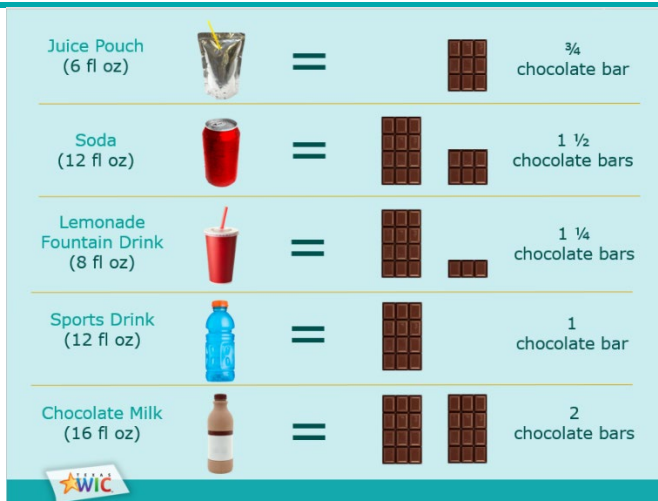 Juice Pouch
(6 fl oz)
=
¾
chocolate bar
Soda
(12 fl oz)
=
1 ½
chocolate bars
Lemonade
Fountain Drink
(8 fl oz)
=
1 ¼
chocolate bars
Sports Drink
(12 fl oz)
=
1
chocolate bar
Chocolate Milk
(16 fl oz)
=
2
chocolate bars
TEXAS
WIC